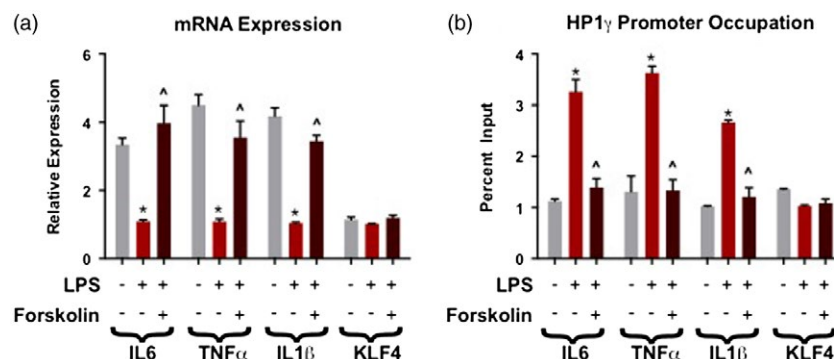 (a)
mRNA Expression
Relative Expression
6
4
2
0
* ^ * ^ * ^
LPS - + + - + + - + + - + +
Forskolin - - + - - + - - + - - +
IL6 TNFα IL1β KLF4
(b)
HP1γ Promoter Occupation
Percent Input
4
3
2
1
0
* ^ * ^ * ^
LPS - + + - + + - + + - + +
Forskolin - - + - - + - - + - - +
IL6 TNFα IL1β KLF4